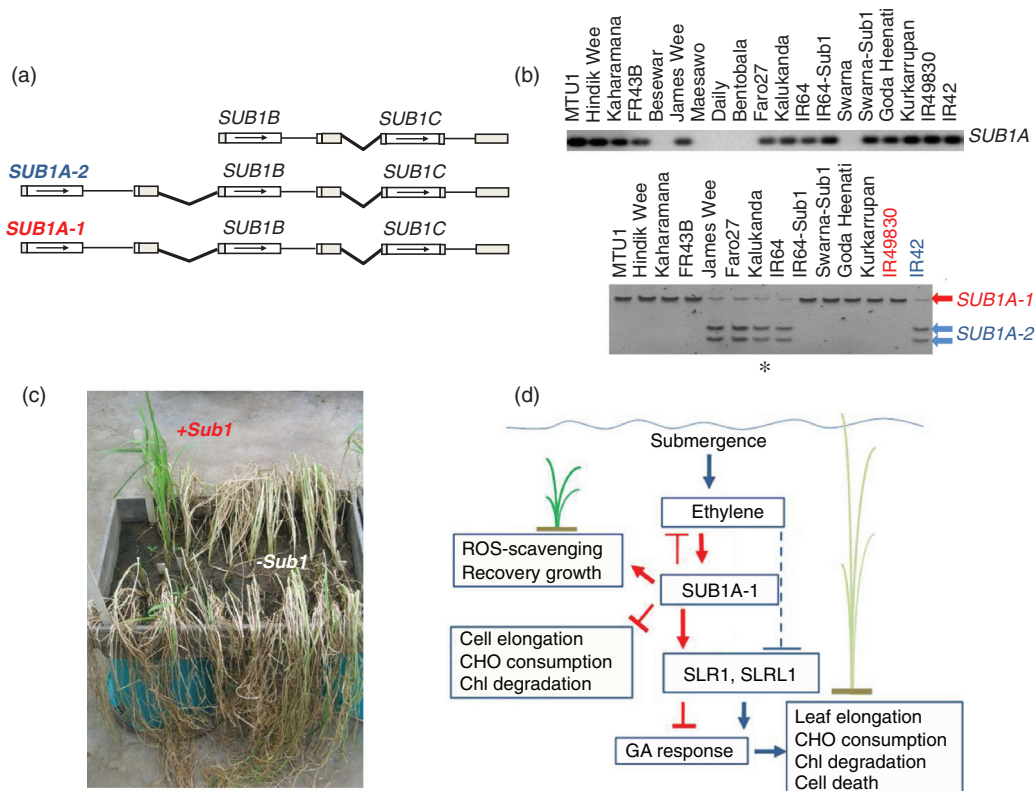 (a)
SUB1B SUB1C
SUB1A-2 SUB1B SUB1C
SUB1A-1 SUB1B SUB1C
(b)
MTU1
Hindik Wee
Kaharamana
FR43B
Besewar
James Wee
Maesawo
Daily
Bentobala
Faro27
Kalukanda
IR64
IR64-Sub1
Swarna
Swarna-Sub1
Goda Heenati
Kurkarrupan
IR49830
IR42
SUB1A
MTU1
Hindik Wee
Kaharamana
FR43B
James Wee
Faro27
Kalukanda
IR64
IR64-Sub1
Swarna-Sub1
Goda Heenati
Kurkarrupan
IR49830
IR42
SUB1A-1
SUB1A-2
*
(c)
+Sub1
-Sub1
(d)
Submergence
Ethylene
ROS-scavenging
Recovery growth
SUB1A-1
Cell elongation
CHO consumption
Chl degradation
SLR1, SLRL1
GA response
Leaf elongation
CHO consumption
Chl degradation
Cell death